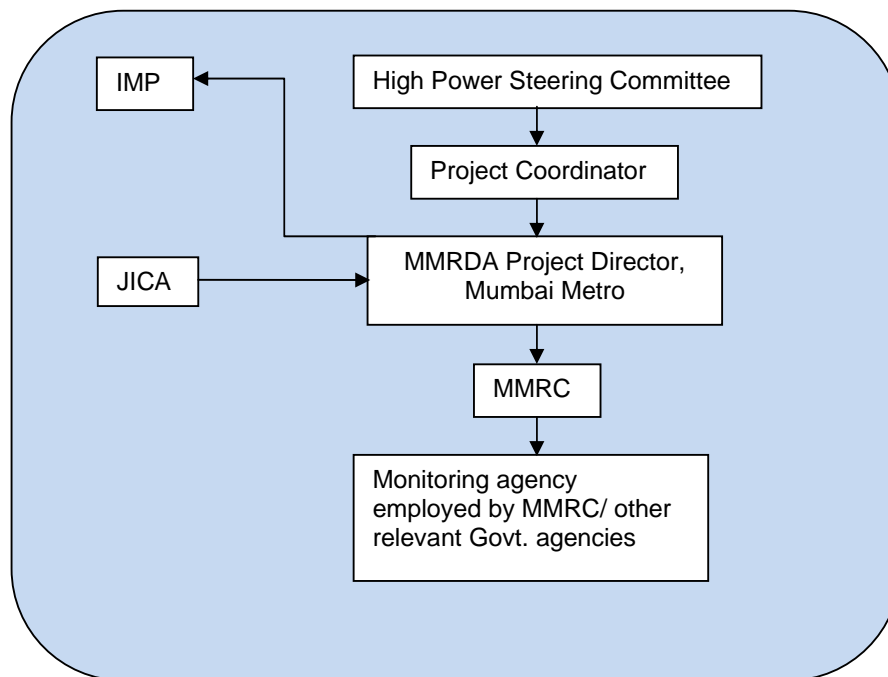 IMP
High Power Steering Committee
Project Coordinator
MMRDA Project Director,
Mumbai Metro
JICA
MMRC
Monitoring agency
employed by MMRC/ other
relevant Govt. agencies